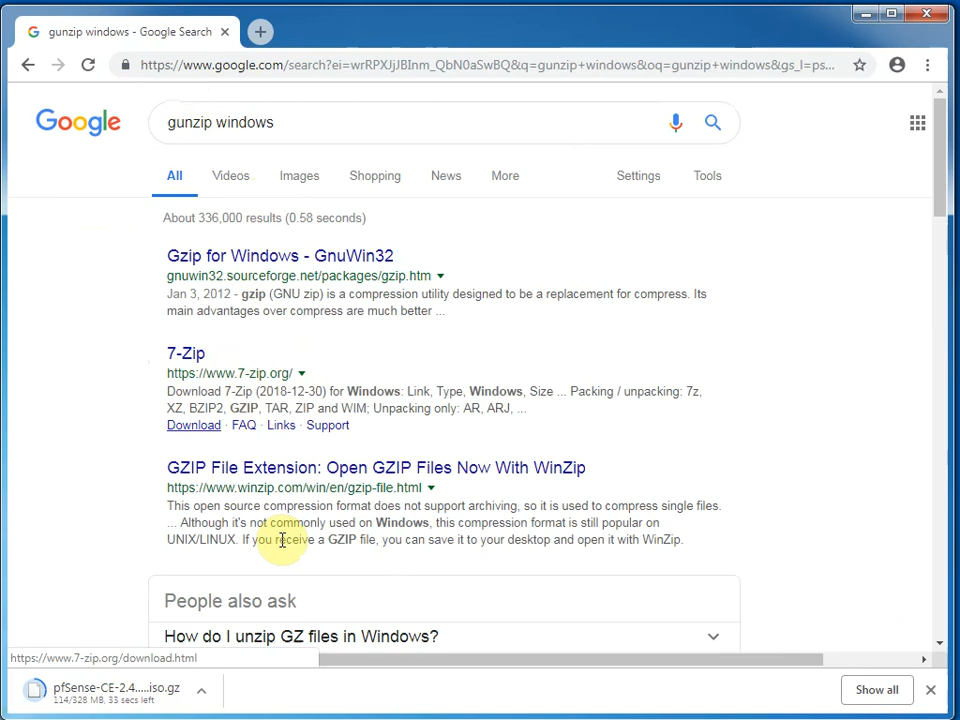 gunzip windows - Google Search
https://www.google.com/search?ei=wrRPXJjJBInm_QbN0aSwBQ&q=gunzip+windows&oq=gunzip+windows&gs_l=ps...
Google
gunzip windows
All Videos Images Shopping News More Settings Tools
About 336,000 results (0.58 seconds)
Gzip for Windows - GnuWin32
gnuwin32.sourceforge.net/packages/gzip.htm
Jan 3, 2012 - gzip (GNU zip) is a compression utility designed to be a replacement for compress. Its
main advantages over compress are much better ...
7-Zip
https://www.7-zip.org/
Download 7-Zip (2018-12-30) for Windows: Link, Type, Windows, Size ... Packing / unpacking: 7z,
XZ, BZIP2, GZIP, TAR, ZIP and WIM; Unpacking only: AR, ARJ, ...
Download · FAQ · Links · Support
GZIP File Extension: Open GZIP Files Now With WinZip
https://www.winzip.com/win/en/gzip-file.html
This open source compression format does not support archiving, so it is used to compress single files.
... Although it's not commonly used on Windows, this compression format is still popular on
UNIX/LINUX. If you receive a GZIP file, you can save it to your desktop and open it with WinZip.
People also ask
How do I unzip GZ files in Windows?
https://www.7-zip.org/download.html
pfSense-CE-2.4.....iso.gz
114/328 MB, 33 secs left
Show all